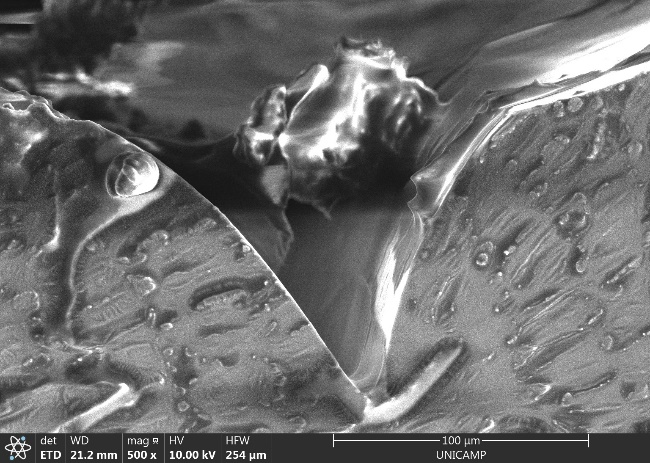 det WD mag HV HFW 100 µm
ETD 21.2 mm 500 x 10.00 kV 254 µm UNICAMP